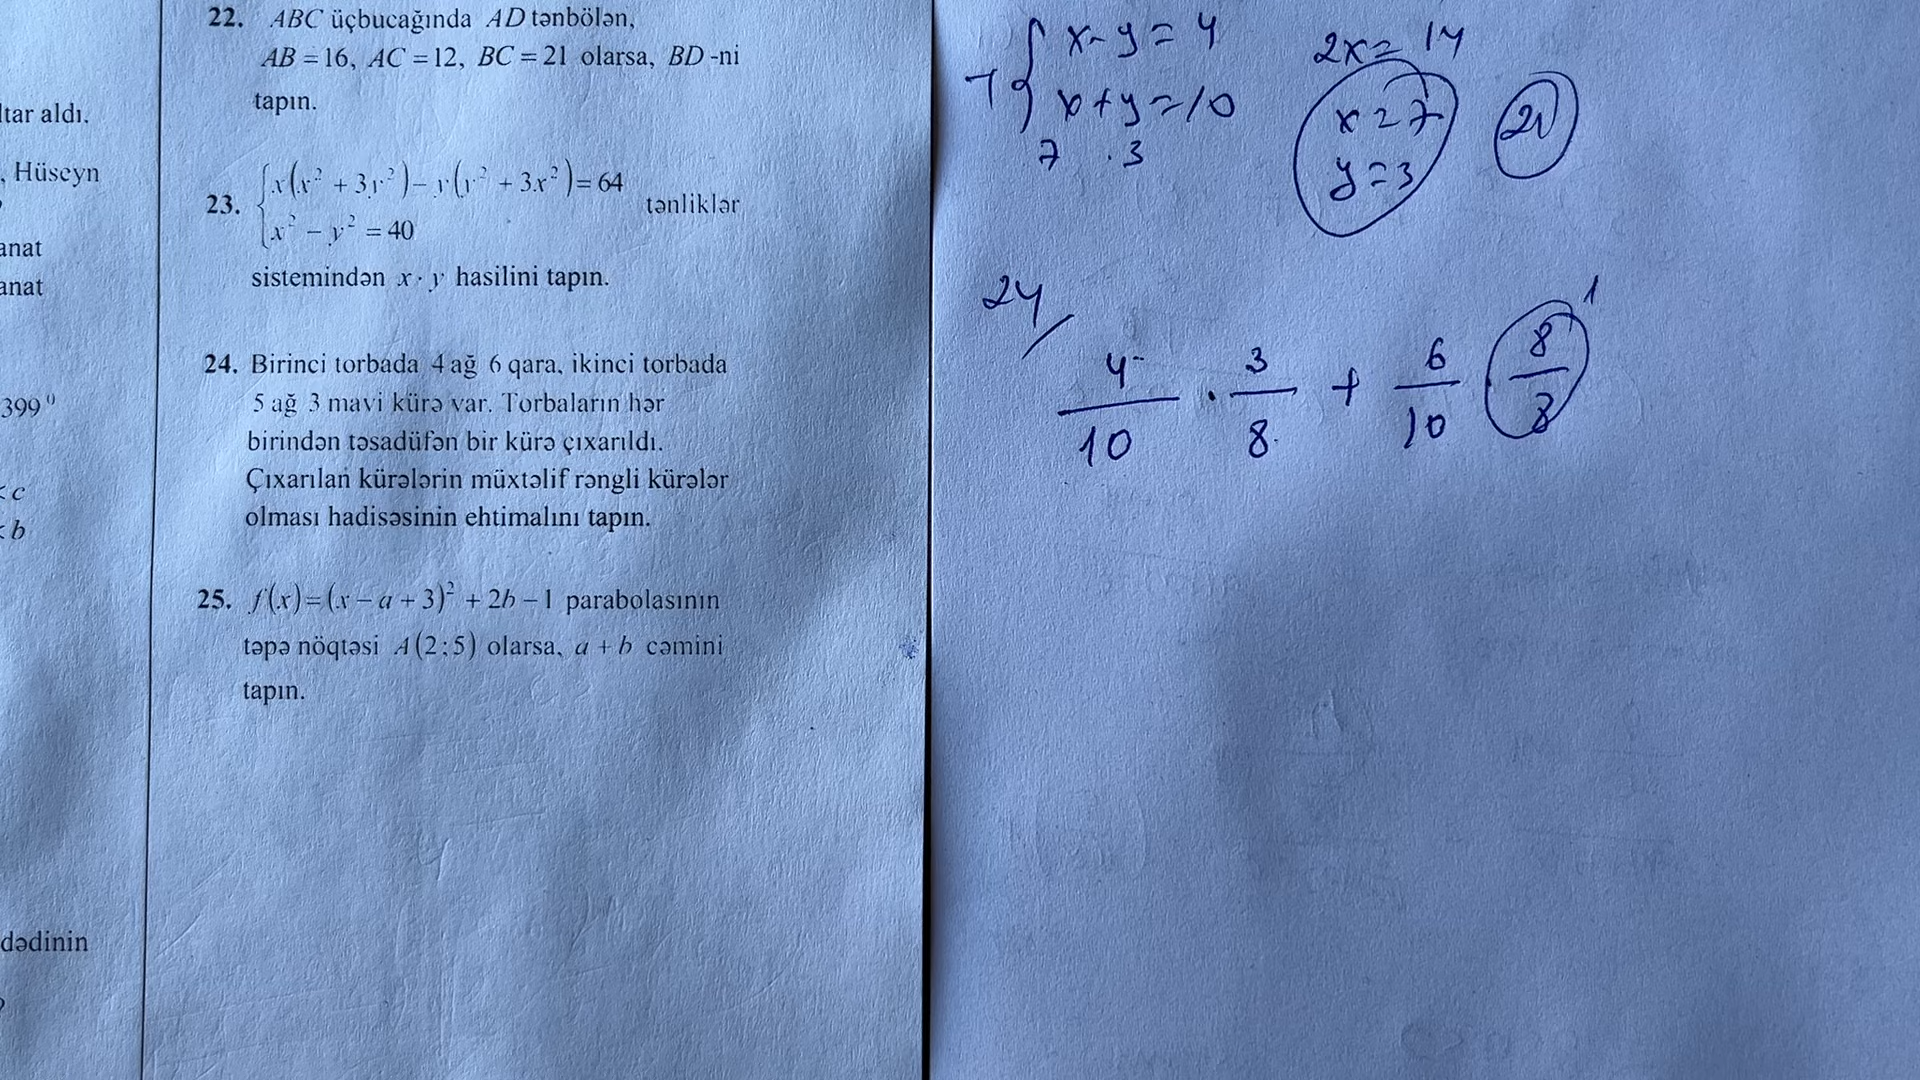 ltar aldı.
, Hüseyn
anat
anat
399⁰
< c
< b
dədinin
22. ABC üçbucağında AD tənbölən,
AB = 16, AC = 12, BC = 21 olarsa, BD -ni
tapın.
23. { x(x² + 3y²) − y(y² + 3x²) = 64
x² − y² = 40
tənliklər
sistemindən x · y hasilini tapın.
24. Birinci torbada 4 ağ 6 qara, ikinci torbada
5 ağ 3 mavi kürə var. Torbaların hər
birindən təsadüfən bir kürə çıxarıldı.
Çıxarılan kürələrin müxtəlif rəngli kürələr
olması hadisəsinin ehtimalını tapın.
25. f(x) = (x − a + 3)² + 2b − 1 parabolasının
təpə nöqtəsi A(2;5) olarsa, a + b cəmini
tapın.
x - y = 4
x + y = 10
7 · 3
2x = 14
x = 7
y = 3
21
24/
4/10 · 3/8 + 6/10 · 8/8 1